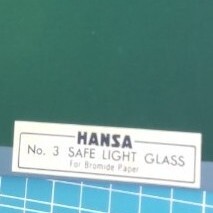 HANSA
No. 3 SAFE LIGHT GLASS
For Bromide Paper